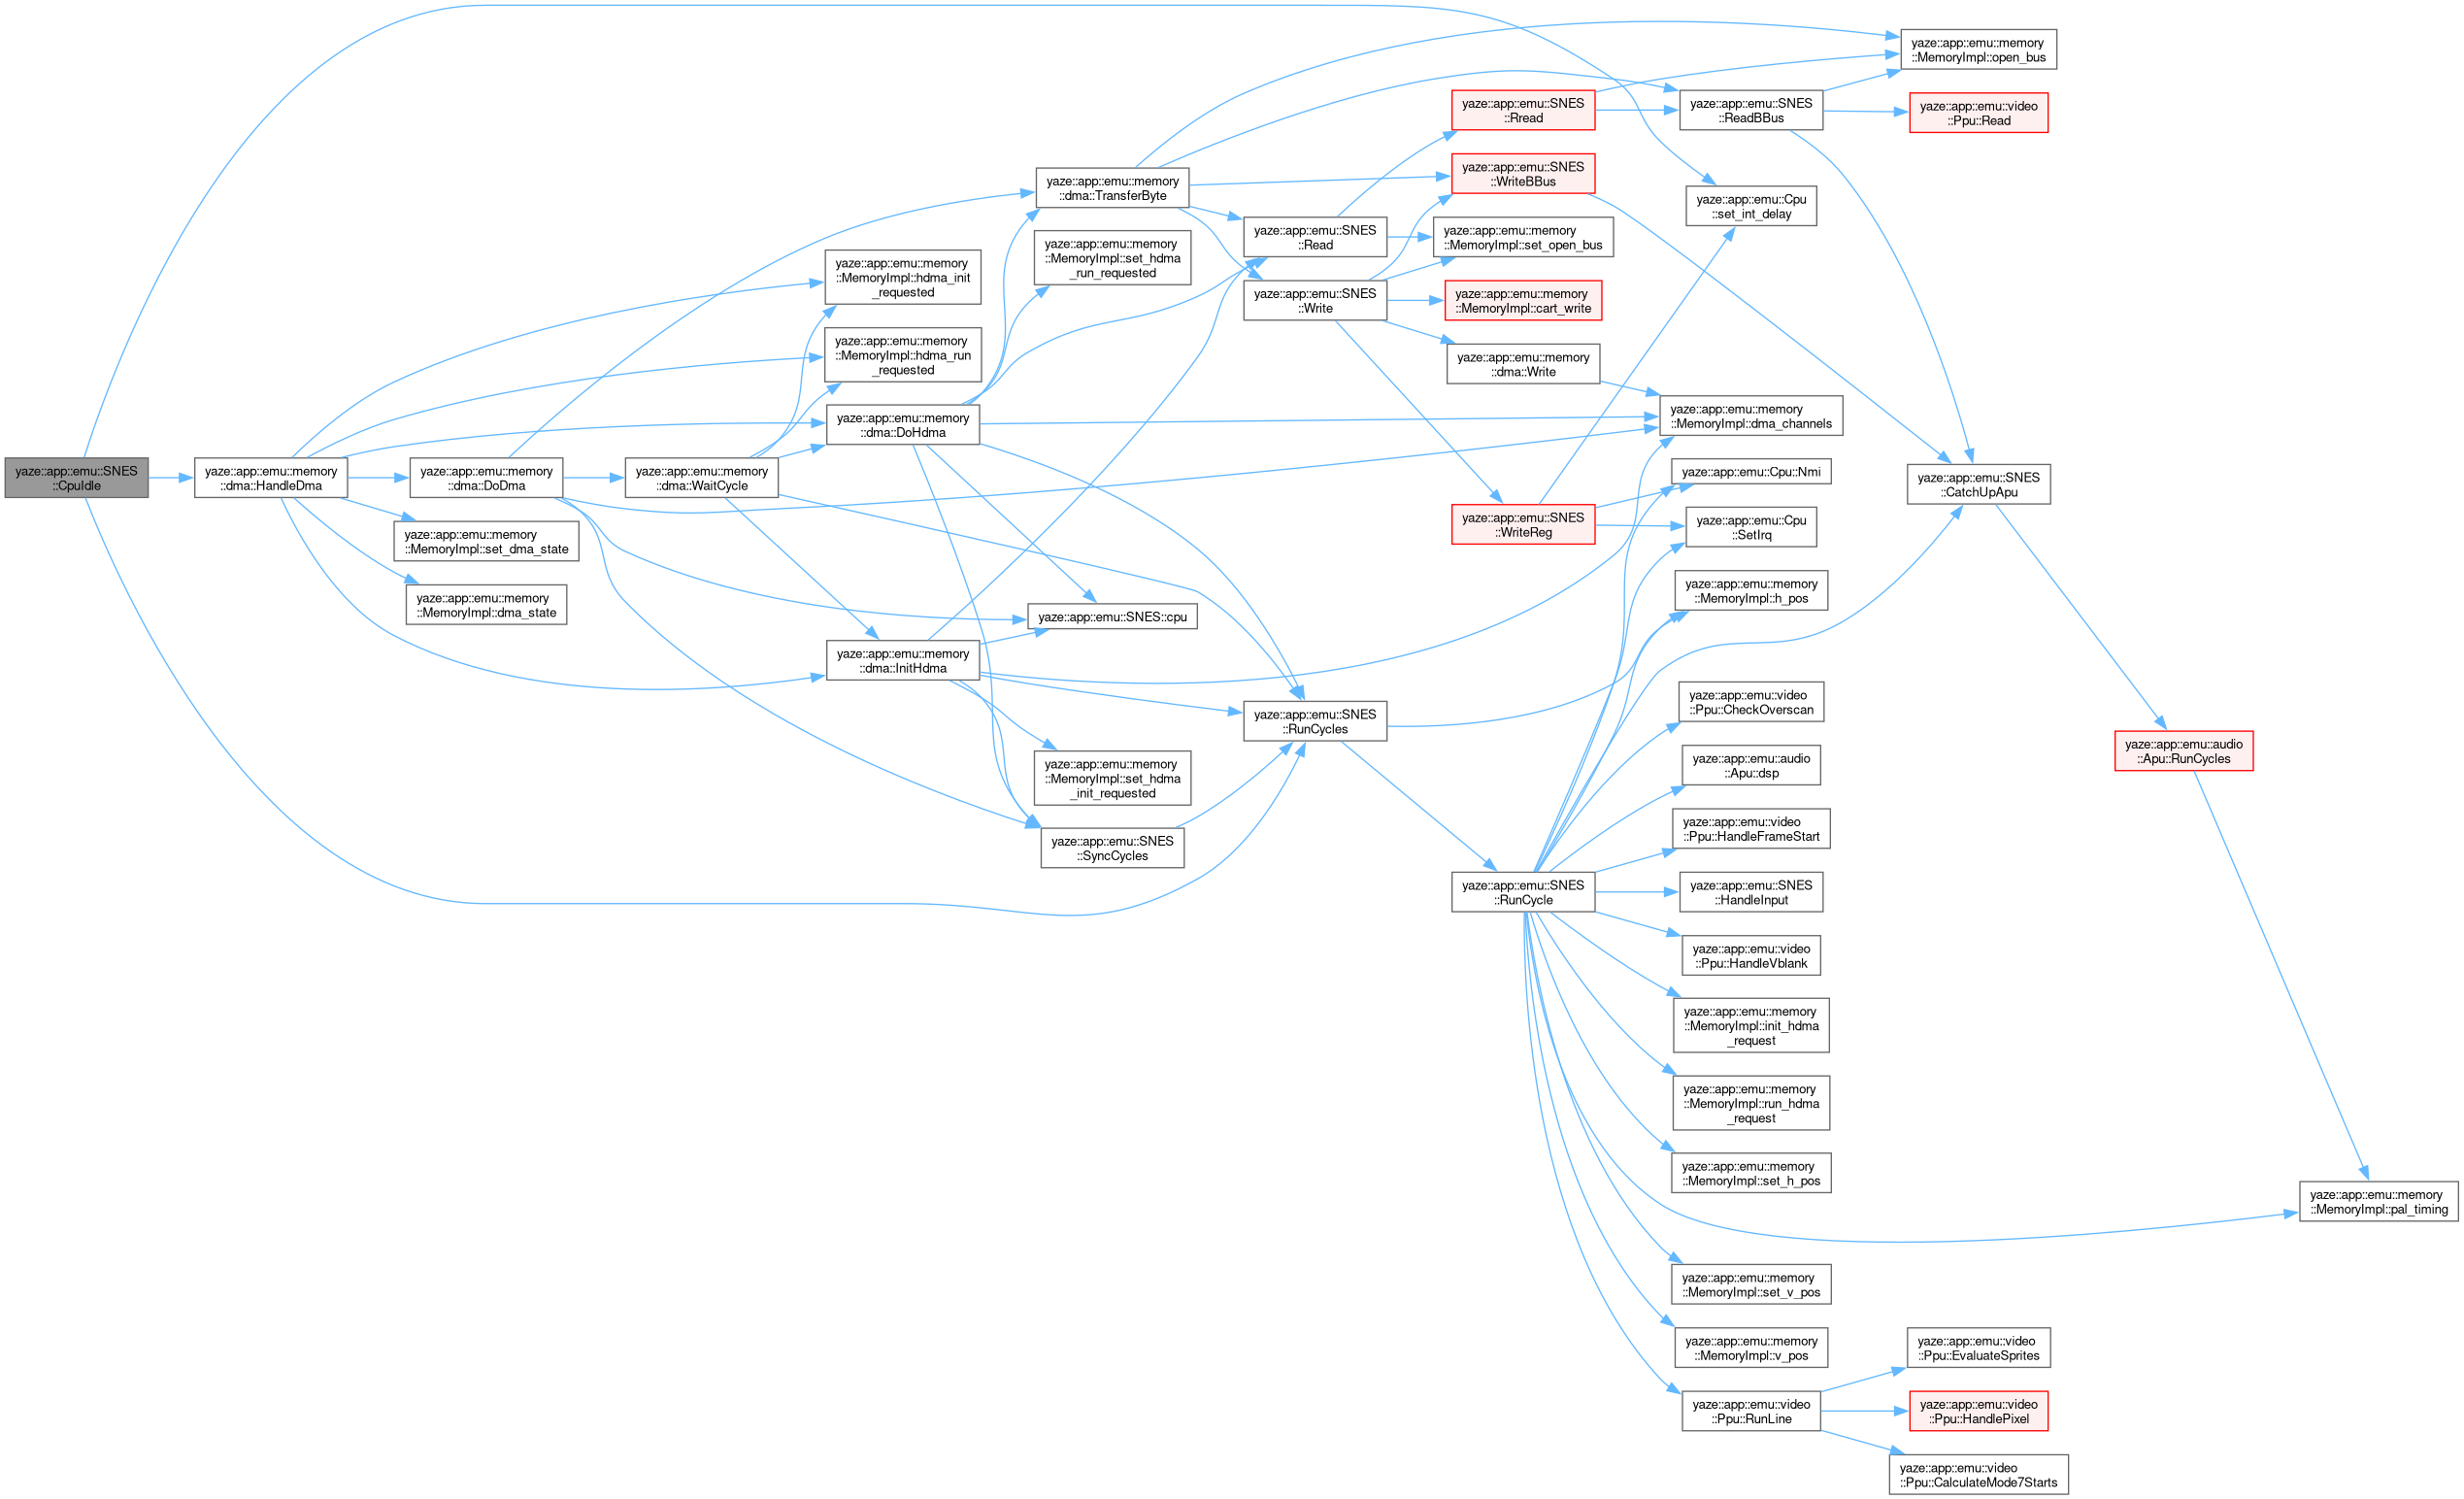 yaze::app::emu::SNES
::CpuIdle
yaze::app::emu::memory
::dma::HandleDma
yaze::app::emu::memory
::dma::DoDma
yaze::app::emu::memory
::MemoryImpl::set_dma_state
yaze::app::emu::memory
::MemoryImpl::dma_state
yaze::app::emu::memory
::dma::WaitCycle
yaze::app::emu::memory
::MemoryImpl::hdma_init
_requested
yaze::app::emu::memory
::MemoryImpl::hdma_run
_requested
yaze::app::emu::memory
::dma::DoHdma
yaze::app::emu::memory
::dma::InitHdma
yaze::app::emu::memory
::dma::TransferByte
yaze::app::emu::memory
::MemoryImpl::set_hdma
_run_requested
yaze::app::emu::SNES::cpu
yaze::app::emu::memory
::MemoryImpl::set_hdma
_init_requested
yaze::app::emu::SNES
::SyncCycles
yaze::app::emu::SNES
::Read
yaze::app::emu::SNES
::Write
yaze::app::emu::SNES
::RunCycles
yaze::app::emu::SNES
::Rread
yaze::app::emu::SNES
::WriteBBus
yaze::app::emu::memory
::MemoryImpl::set_open_bus
yaze::app::emu::memory
::MemoryImpl::cart_write
yaze::app::emu::memory
::dma::Write
yaze::app::emu::SNES
::WriteReg
yaze::app::emu::SNES
::RunCycle
yaze::app::emu::SNES
::ReadBBus
yaze::app::emu::Cpu
::set_int_delay
yaze::app::emu::memory
::MemoryImpl::dma_channels
yaze::app::emu::Cpu::Nmi
yaze::app::emu::Cpu
::SetIrq
yaze::app::emu::memory
::MemoryImpl::h_pos
yaze::app::emu::video
::Ppu::CheckOverscan
yaze::app::emu::audio
::Apu::dsp
yaze::app::emu::video
::Ppu::HandleFrameStart
yaze::app::emu::SNES
::HandleInput
yaze::app::emu::video
::Ppu::HandleVblank
yaze::app::emu::memory
::MemoryImpl::init_hdma
_request
yaze::app::emu::memory
::MemoryImpl::run_hdma
_request
yaze::app::emu::memory
::MemoryImpl::set_h_pos
yaze::app::emu::memory
::MemoryImpl::set_v_pos
yaze::app::emu::memory
::MemoryImpl::v_pos
yaze::app::emu::video
::Ppu::RunLine
yaze::app::emu::memory
::MemoryImpl::open_bus
yaze::app::emu::video
::Ppu::Read
yaze::app::emu::SNES
::CatchUpApu
yaze::app::emu::video
::Ppu::EvaluateSprites
yaze::app::emu::video
::Ppu::HandlePixel
yaze::app::emu::video
::Ppu::CalculateMode7Starts
yaze::app::emu::audio
::Apu::RunCycles
yaze::app::emu::memory
::MemoryImpl::pal_timing